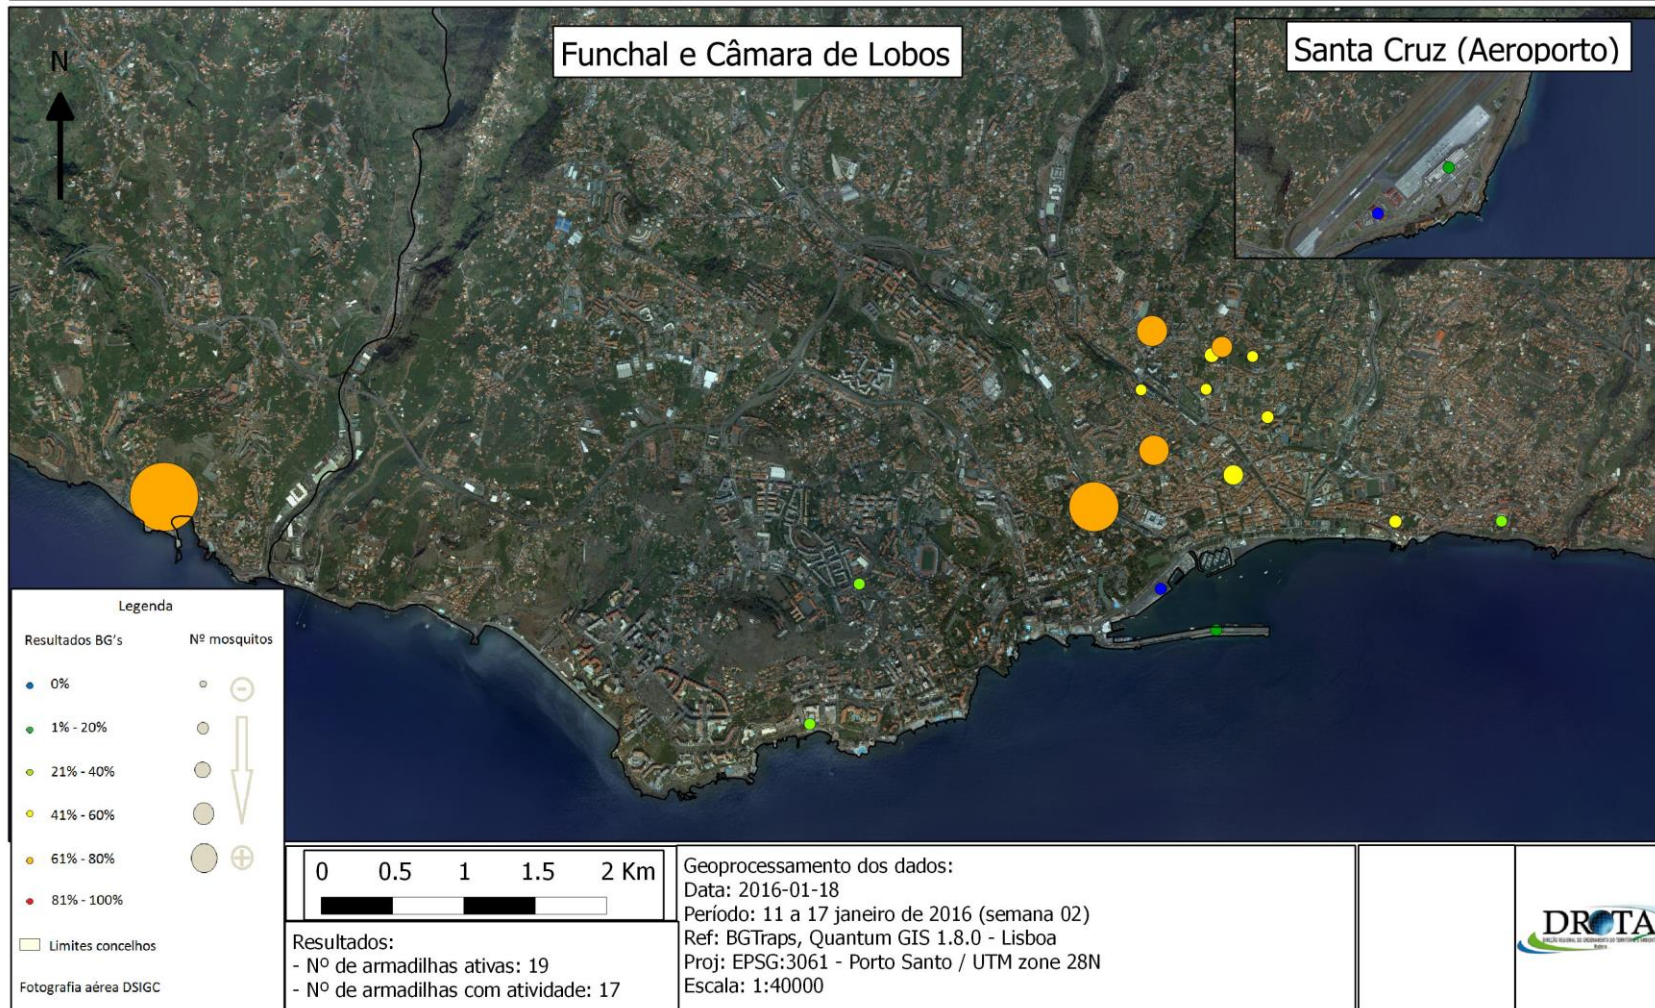 Funchal e Câmara de Lobos
Santa Cruz (Aeroporto)
N
Legenda
Resultados BG's
Nº mosquitos
0%
1% - 20%
21% - 40%
41% - 60%
61% - 80%
81% - 100%
Limites concelhos
Fotografia aérea DSIGC
0 0.5 1 1.5 2 Km
Resultados:
- Nº de armadilhas ativas: 19
- Nº de armadilhas com atividade: 17
Geoprocessamento dos dados:
Data: 2016-01-18
Período: 11 a 17 janeiro de 2016 (semana 02)
Ref: BGTraps, Quantum GIS 1.8.0 - Lisboa
Proj: EPSG:3061 - Porto Santo / UTM zone 28N
Escala: 1:40000
DROTA